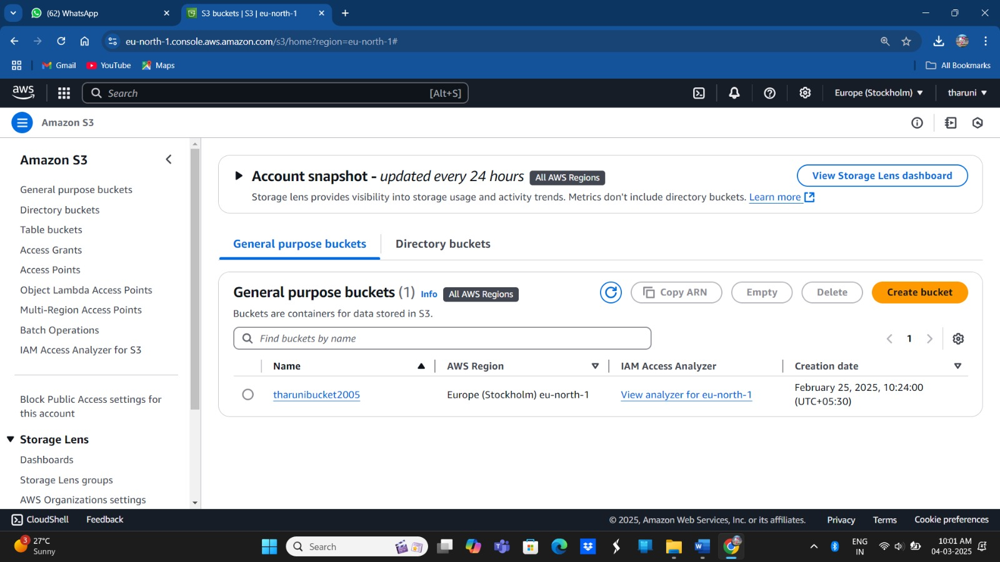 (62) WhatsApp
S3 buckets | S3 | eu-north-1
eu-north-1.console.aws.amazon.com/s3/home?region=eu-north-1#
Gmail
YouTube
Maps
All Bookmarks
aws
Search
[Alt+S]
Europe (Stockholm)
tharuni
Amazon S3
Amazon S3
General purpose buckets
Directory buckets
Table buckets
Access Grants
Access Points
Object Lambda Access Points
Multi-Region Access Points
Batch Operations
IAM Access Analyzer for S3
Block Public Access settings for
this account
Storage Lens
Dashboards
Storage Lens groups
AWS Organizations settings
Account snapshot - updated every 24 hours
All AWS Regions
View Storage Lens dashboard
Storage lens provides visibility into storage usage and activity trends. Metrics don't include directory buckets. Learn more
General purpose buckets
Directory buckets
General purpose buckets (1)
Info
All AWS Regions
Copy ARN
Empty
Delete
Create bucket
Buckets are containers for data stored in S3.
Find buckets by name
1
Name
AWS Region
IAM Access Analyzer
Creation date
tharunibucket2005
Europe (Stockholm) eu-north-1
View analyzer for eu-north-1
February 25, 2025, 10:24:00
(UTC+05:30)
CloudShell
Feedback
© 2025, Amazon Web Services, Inc. or its affiliates.
Privacy
Terms
Cookie preferences
3
27°C
Sunny
Search
ENG
IN
10:01 AM
04-03-2025